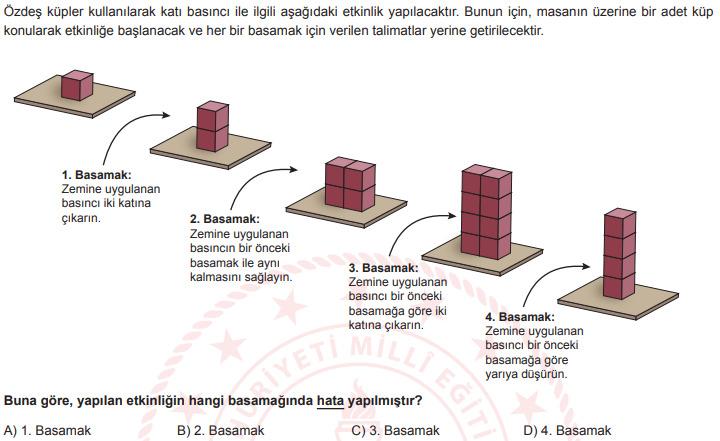 Özdeş küpler kullanılarak katı basıncı ile ilgili aşağıdaki etkinlik yapılacaktır. Bunun için, masanın üzerine bir adet küp
konularak etkinliğe başlanacak ve her bir basamak için verilen talimatlar yerine getirilecektir.
1. Basamak:
Zemine uygulanan
basıncı iki katına
çıkarın.
2. Basamak:
Zemine uygulanan
basıncın bir önceki
basamak ile aynı
kalmasını sağlayın.
3. Basamak:
Zemine uygulanan
basıncı bir önceki
basamağa göre iki
katına çıkarın.
4. Basamak:
Zemine uygulanan
basıncı bir önceki
basamağa göre
yarıya düşürün.
Buna göre, yapılan etkinliğin hangi basamağında hata yapılmıştır?
A) 1. Basamak B) 2. Basamak C) 3. Basamak D) 4. Basamak